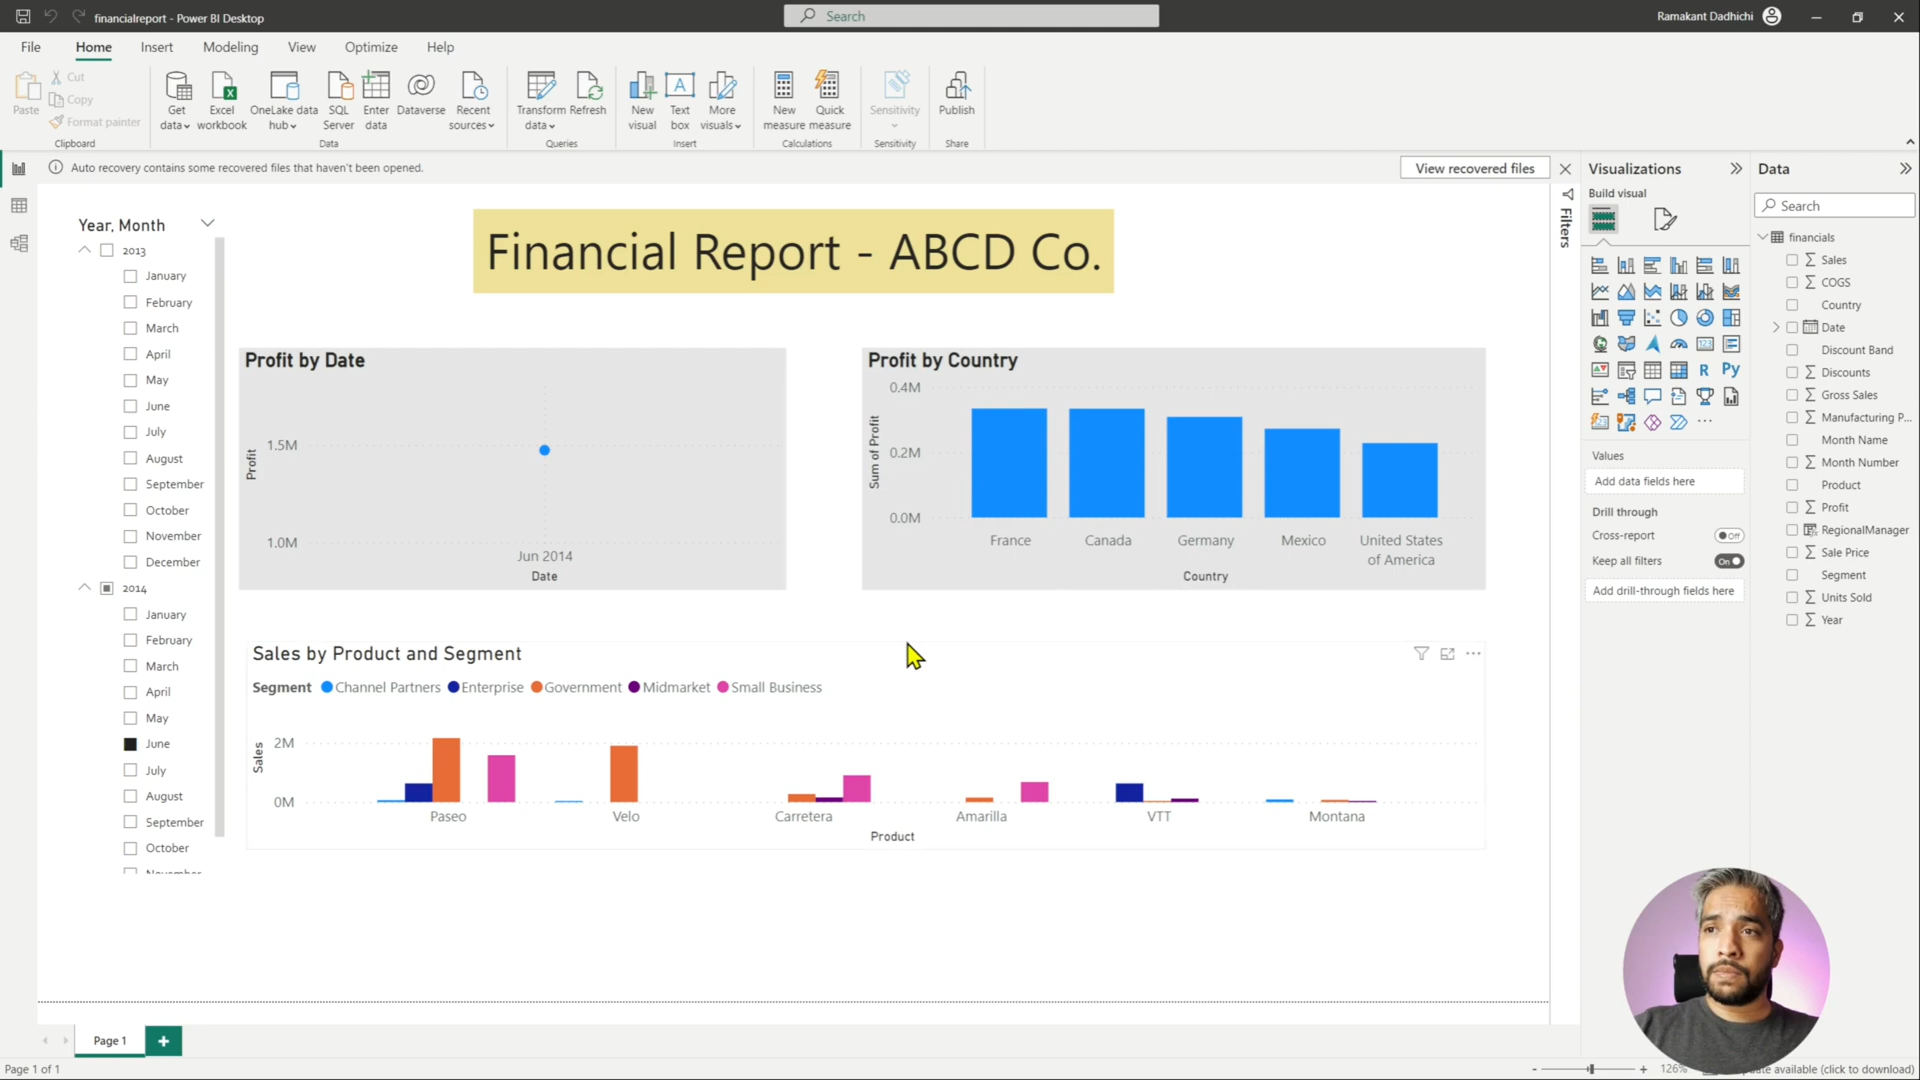 financialreport - Power BI Desktop
Search
Ramakant Dadhichi
File Home Insert Modeling View Optimize Help
Paste
Cut
Copy
Format painter
Clipboard
Get data
Excel workbook
OneLake data hub
SQL Server
Enter data
Dataverse
Recent sources
Data
Transform data
Refresh
Queries
New visual
Text box
More visuals
Insert
New measure
Quick measure
Calculations
Sensitivity
Sensitivity
Publish
Share
Auto recovery contains some recovered files that haven't been opened.
View recovered files
Year, Month
2013
January
February
March
April
May
June
July
August
September
October
November
December
2014
January
February
March
April
May
June
July
August
September
October
Financial Report - ABCD Co.
Profit by Date
Profit
1.5M
1.0M
Jun 2014
Date
Profit by Country
Sum of Profit
0.4M
0.2M
0.0M
France
Canada
Germany
Mexico
United States of America
Country
Sales by Product and Segment
Segment Channel Partners Enterprise Government Midmarket Small Business
Sales
2M
0M
Paseo
Velo
Carretera
Amarilla
VTT
Montana
Product
Filters
Visualizations
Build visual
123
R
Py
Values
Add data fields here
Drill through
Cross-report
Off
Keep all filters
On
Add drill-through fields here
Data
Search
financials
Sales
COGS
Country
Date
Discount Band
Discounts
Gross Sales
Manufacturing P...
Month Name
Month Number
Product
Profit
RegionalManager
Sale Price
Segment
Units Sold
Year
Page 1
Page 1 of 1
126%
available (click to download)